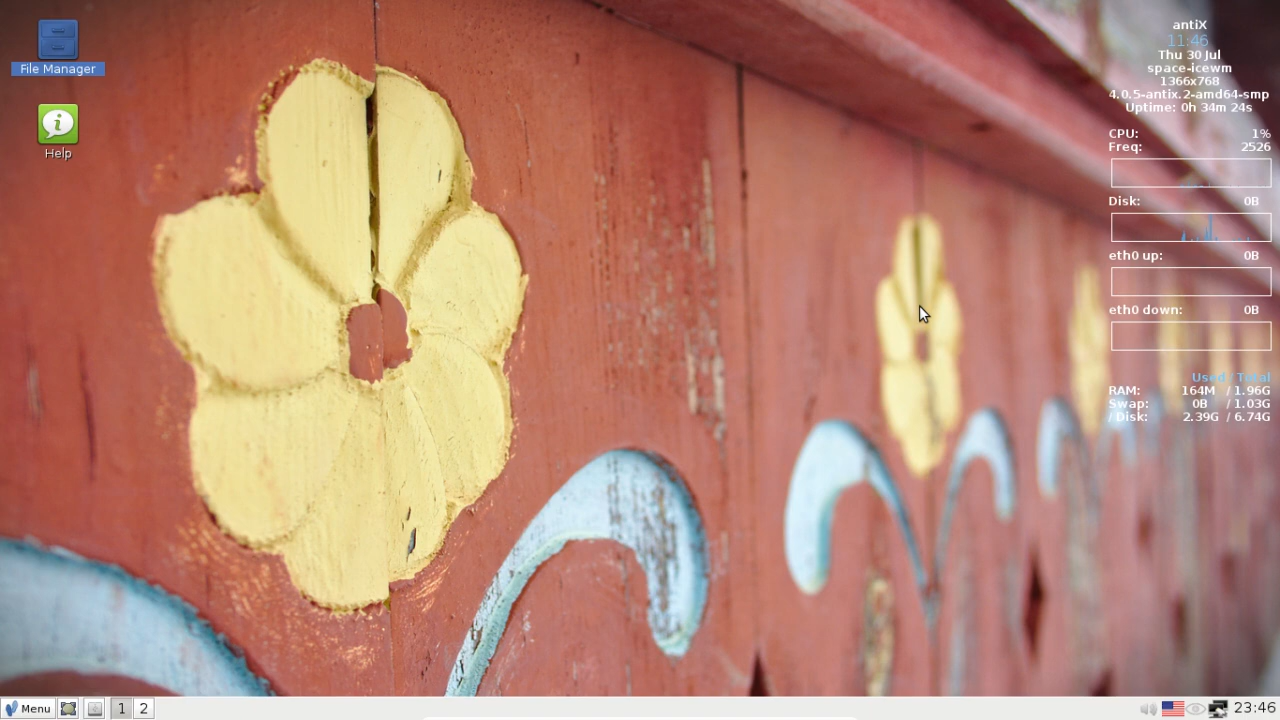 File Manager
Help
antiX
11:46
Thu 30 Jul
space-icewm
1366x768
4.0.5-antix.2-amd64-smp
Uptime: 0h 34m 24s
CPU: 1%
Freq: 2526
Disk: 0B
eth0 up: 0B
eth0 down: 0B
Used / Total
RAM: 164M / 1.96G
Swap: 0B / 1.03G
/ Disk: 2.39G / 6.74G
Menu 1 2 23:46